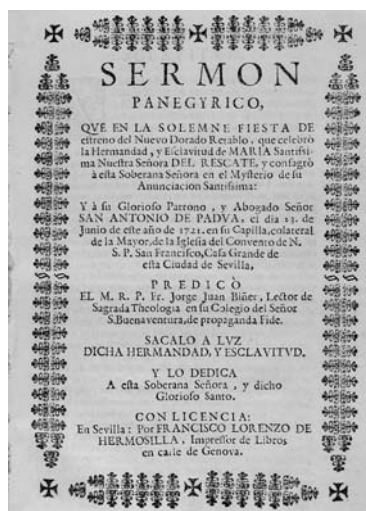 SERMON
PANEGYRICO,
QVE EN LA SOLEMNE FIESTA DE
estreno del Nuevo Dorado Retablo, que celebrò
la Hermandad, y Esclavitud de MARIA Santissi-
ma Nuestra Señora DEL RESCATE, y consagrò
à esta Soberana Señora en el Mysterio de su
Anunciacion Santissima:
Y à su Glorioso Patrono, y Abogado Señor
SAN ANTONIO DE PADVA, el dia 13. de
Junio de este año de 1721. en su Capilla, colateral
de la Mayor, de la Iglesia del Convento de N.
S. P. San Francisco, Casa Grande de
esta Ciudad de Sevilla,
PREDICÒ
EL M. R. P. Fr. Jorge Juan Biñer, Lector de
Sagrada Theologia en su Colegio del Señor
S. Buenaventura, de propaganda Fide.
SACALO A LVZ
DICHA HERMANDAD, Y ESCLAVITVD.
Y LO DEDICA
A esta Soberana Señora, y dicho
Glorioso Santo.
CON LICENCIA:
En Sevilla: Por FRANCISCO LORENZO DE
HERMOSILLA, Impressor de Libros
en calle de Genova.